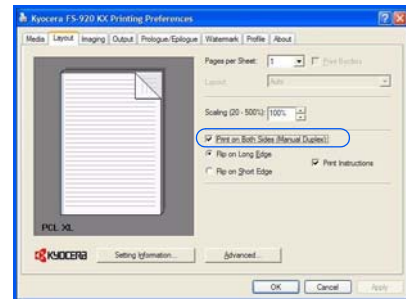 Kyocera FS-920 KX Printing Preferences
Media Layout Imaging Output Prologue/Epilogue Watermark Profile About
Pages per Sheet: 1 Print Borders
Layout: Auto
Scaling (20 - 500%): 100%
Print on Both Sides (Manual Duplex)
Flip on Long Edge
Print Instructions
Flip on Short Edge
PCL XL
KYOCERA Setting Information... Advanced...
OK Cancel Apply